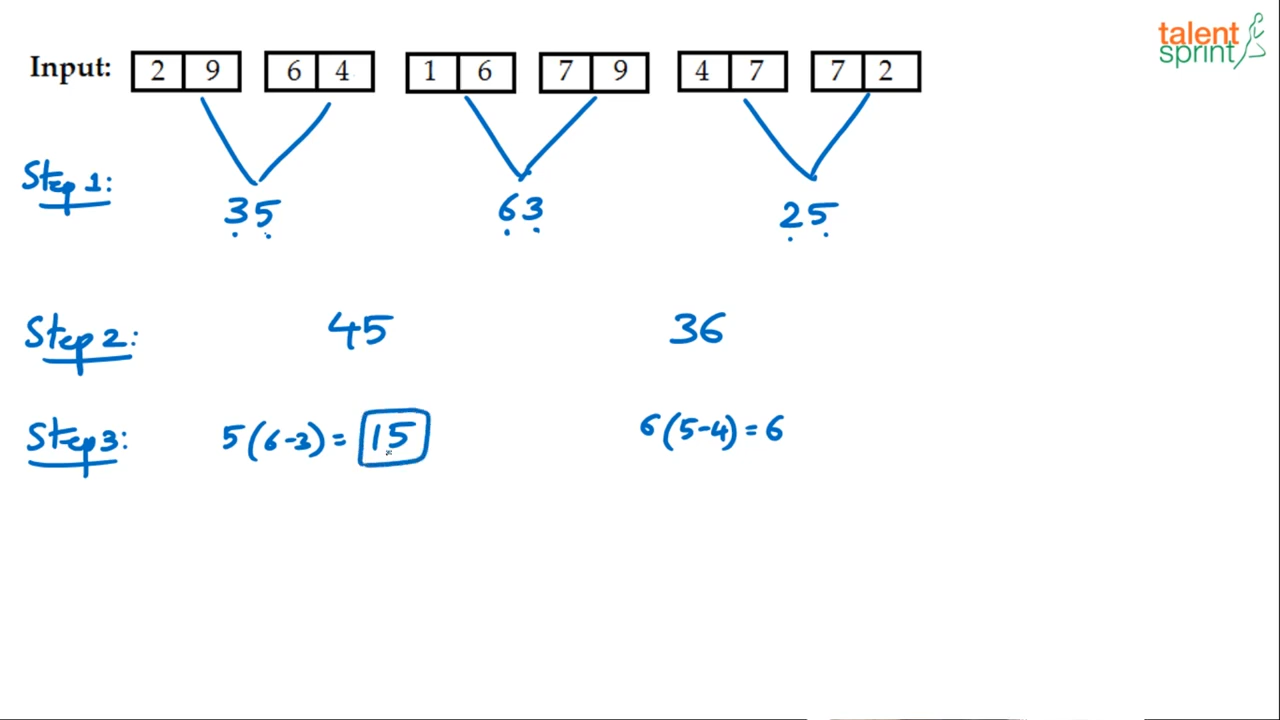 talent
sprint
Input: 2 9 6 4 1 6 7 9 4 7 7 2
Step 1:
35 63 25
Step 2: 45 36
Step 3: 5(6-3) = 15 6(5-4) = 6